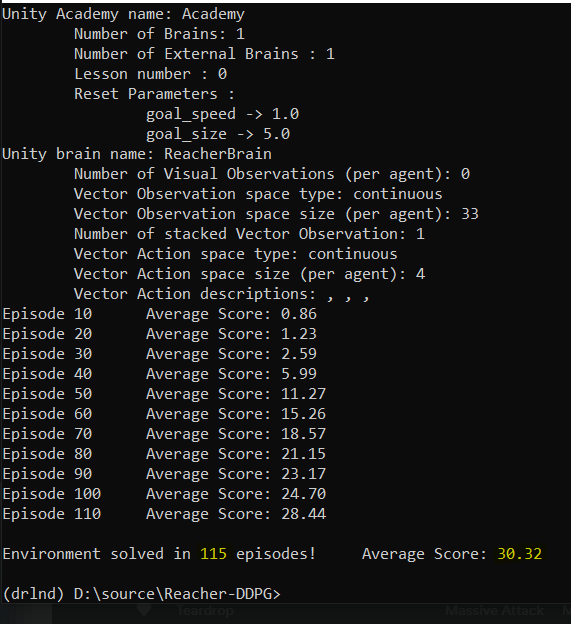 Unity Academy name: Academy
Number of Brains: 1
Number of External Brains : 1
Lesson number : 0
Reset Parameters :
goal_speed -> 1.0
goal_size -> 5.0
Unity brain name: ReacherBrain
Number of Visual Observations (per agent): 0
Vector Observation space type: continuous
Vector Observation space size (per agent): 33
Number of stacked Vector Observation: 1
Vector Action space type: continuous
Vector Action space size (per agent): 4
Vector Action descriptions: , , ,
Episode 10 Average Score: 0.86
Episode 20 Average Score: 1.23
Episode 30 Average Score: 2.59
Episode 40 Average Score: 5.99
Episode 50 Average Score: 11.27
Episode 60 Average Score: 15.26
Episode 70 Average Score: 18.57
Episode 80 Average Score: 21.15
Episode 90 Average Score: 23.17
Episode 100 Average Score: 24.70
Episode 110 Average Score: 28.44
Environment solved in 115 episodes! Average Score: 30.32
(drlnd) D:\source\Reacher-DDPG>
Teardrop Massive Attack M